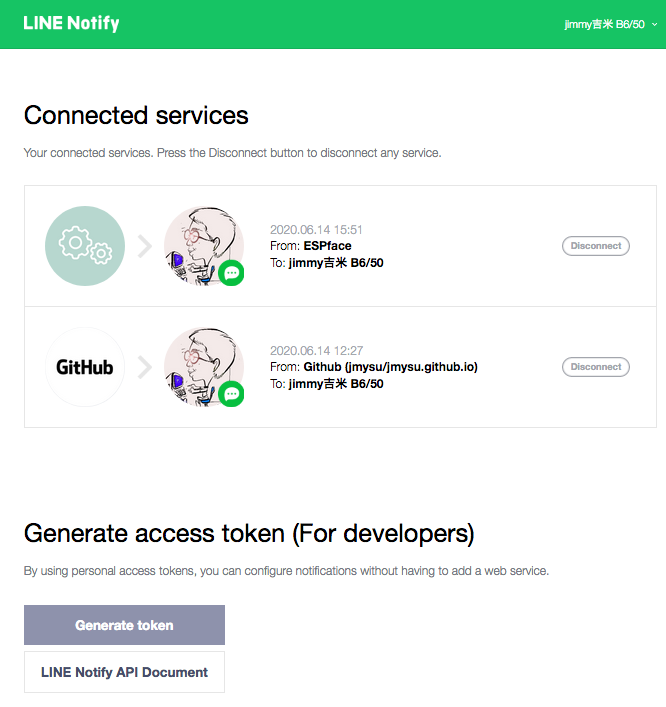 LINE Notify
jimmy吉米 B6/50
Connected services
Your connected services. Press the Disconnect button to disconnect any service.
2020.06.14 15:51
From: ESPface
To: jimmy吉米 B6/50
Disconnect
GitHub
2020.06.14 12:27
From: Github (jmysu/jmysu.github.io)
To: jimmy吉米 B6/50
Disconnect
Generate access token (For developers)
By using personal access tokens, you can configure notifications without having to add a web service.
Generate token
LINE Notify API Document